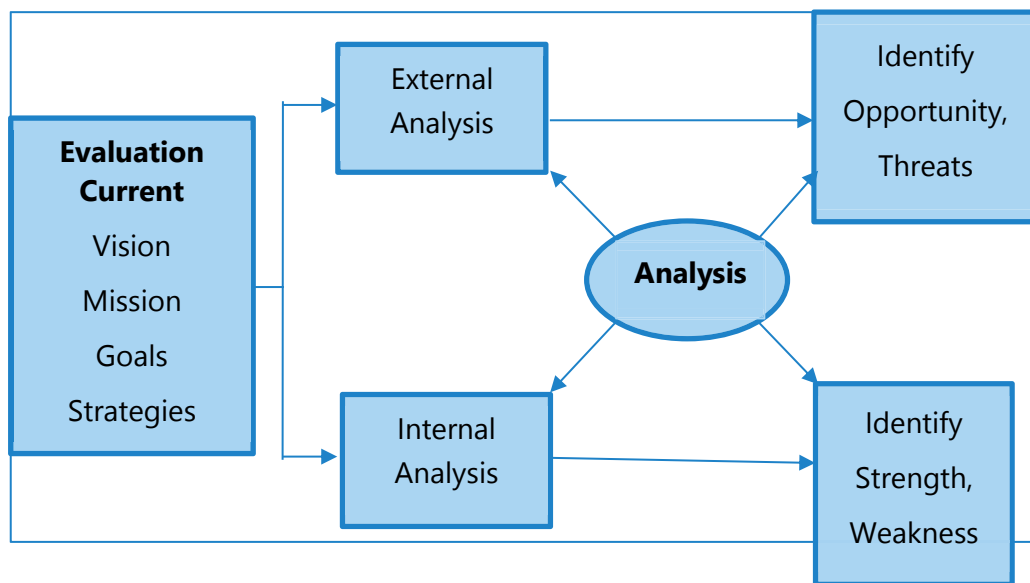 Evaluation
Current
Vision
Mission
Goals
Strategies
External
Analysis
Internal
Analysis
Analysis
Identify
Opportunity,
Threats
Identify
Strength,
Weakness